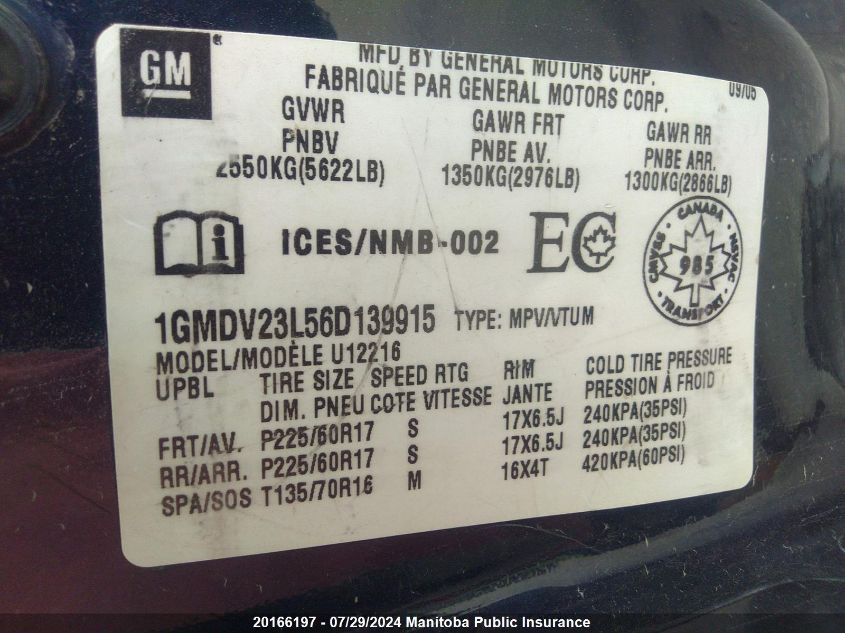 GM
MFD BY GENERAL MOTORS CORP.
FABRIQUÉ PAR GENERAL MOTORS CORP.
09/05
GVWR GAWR FRT GAWR RR
PNBV PNBE AV. PNBE ARR.
2550KG(5622LB) 1350KG(2976LB) 1300KG(2866LB)
i ICES/NMB-002 EC
CANADA
CMVSS 985 NSVAC
TRANSPORT
1GMDV23L56D139915 TYPE: MPV/VTUM
MODEL/MODÈLE U12216
UPBL TIRE SIZE SPEED RTG RIM COLD TIRE PRESSURE
DIM. PNEU COTE VITESSE JANTE PRESSION À FROID
FRT/AV. P225/60R17 S 17X6.5J 240KPA(35PSI)
RR/ARR. P225/60R17 S 17X6.5J 240KPA(35PSI)
SPA/SOS T135/70R16 M 16X4T 420KPA(60PSI)
20166197 - 07/29/2024 Manitoba Public Insurance